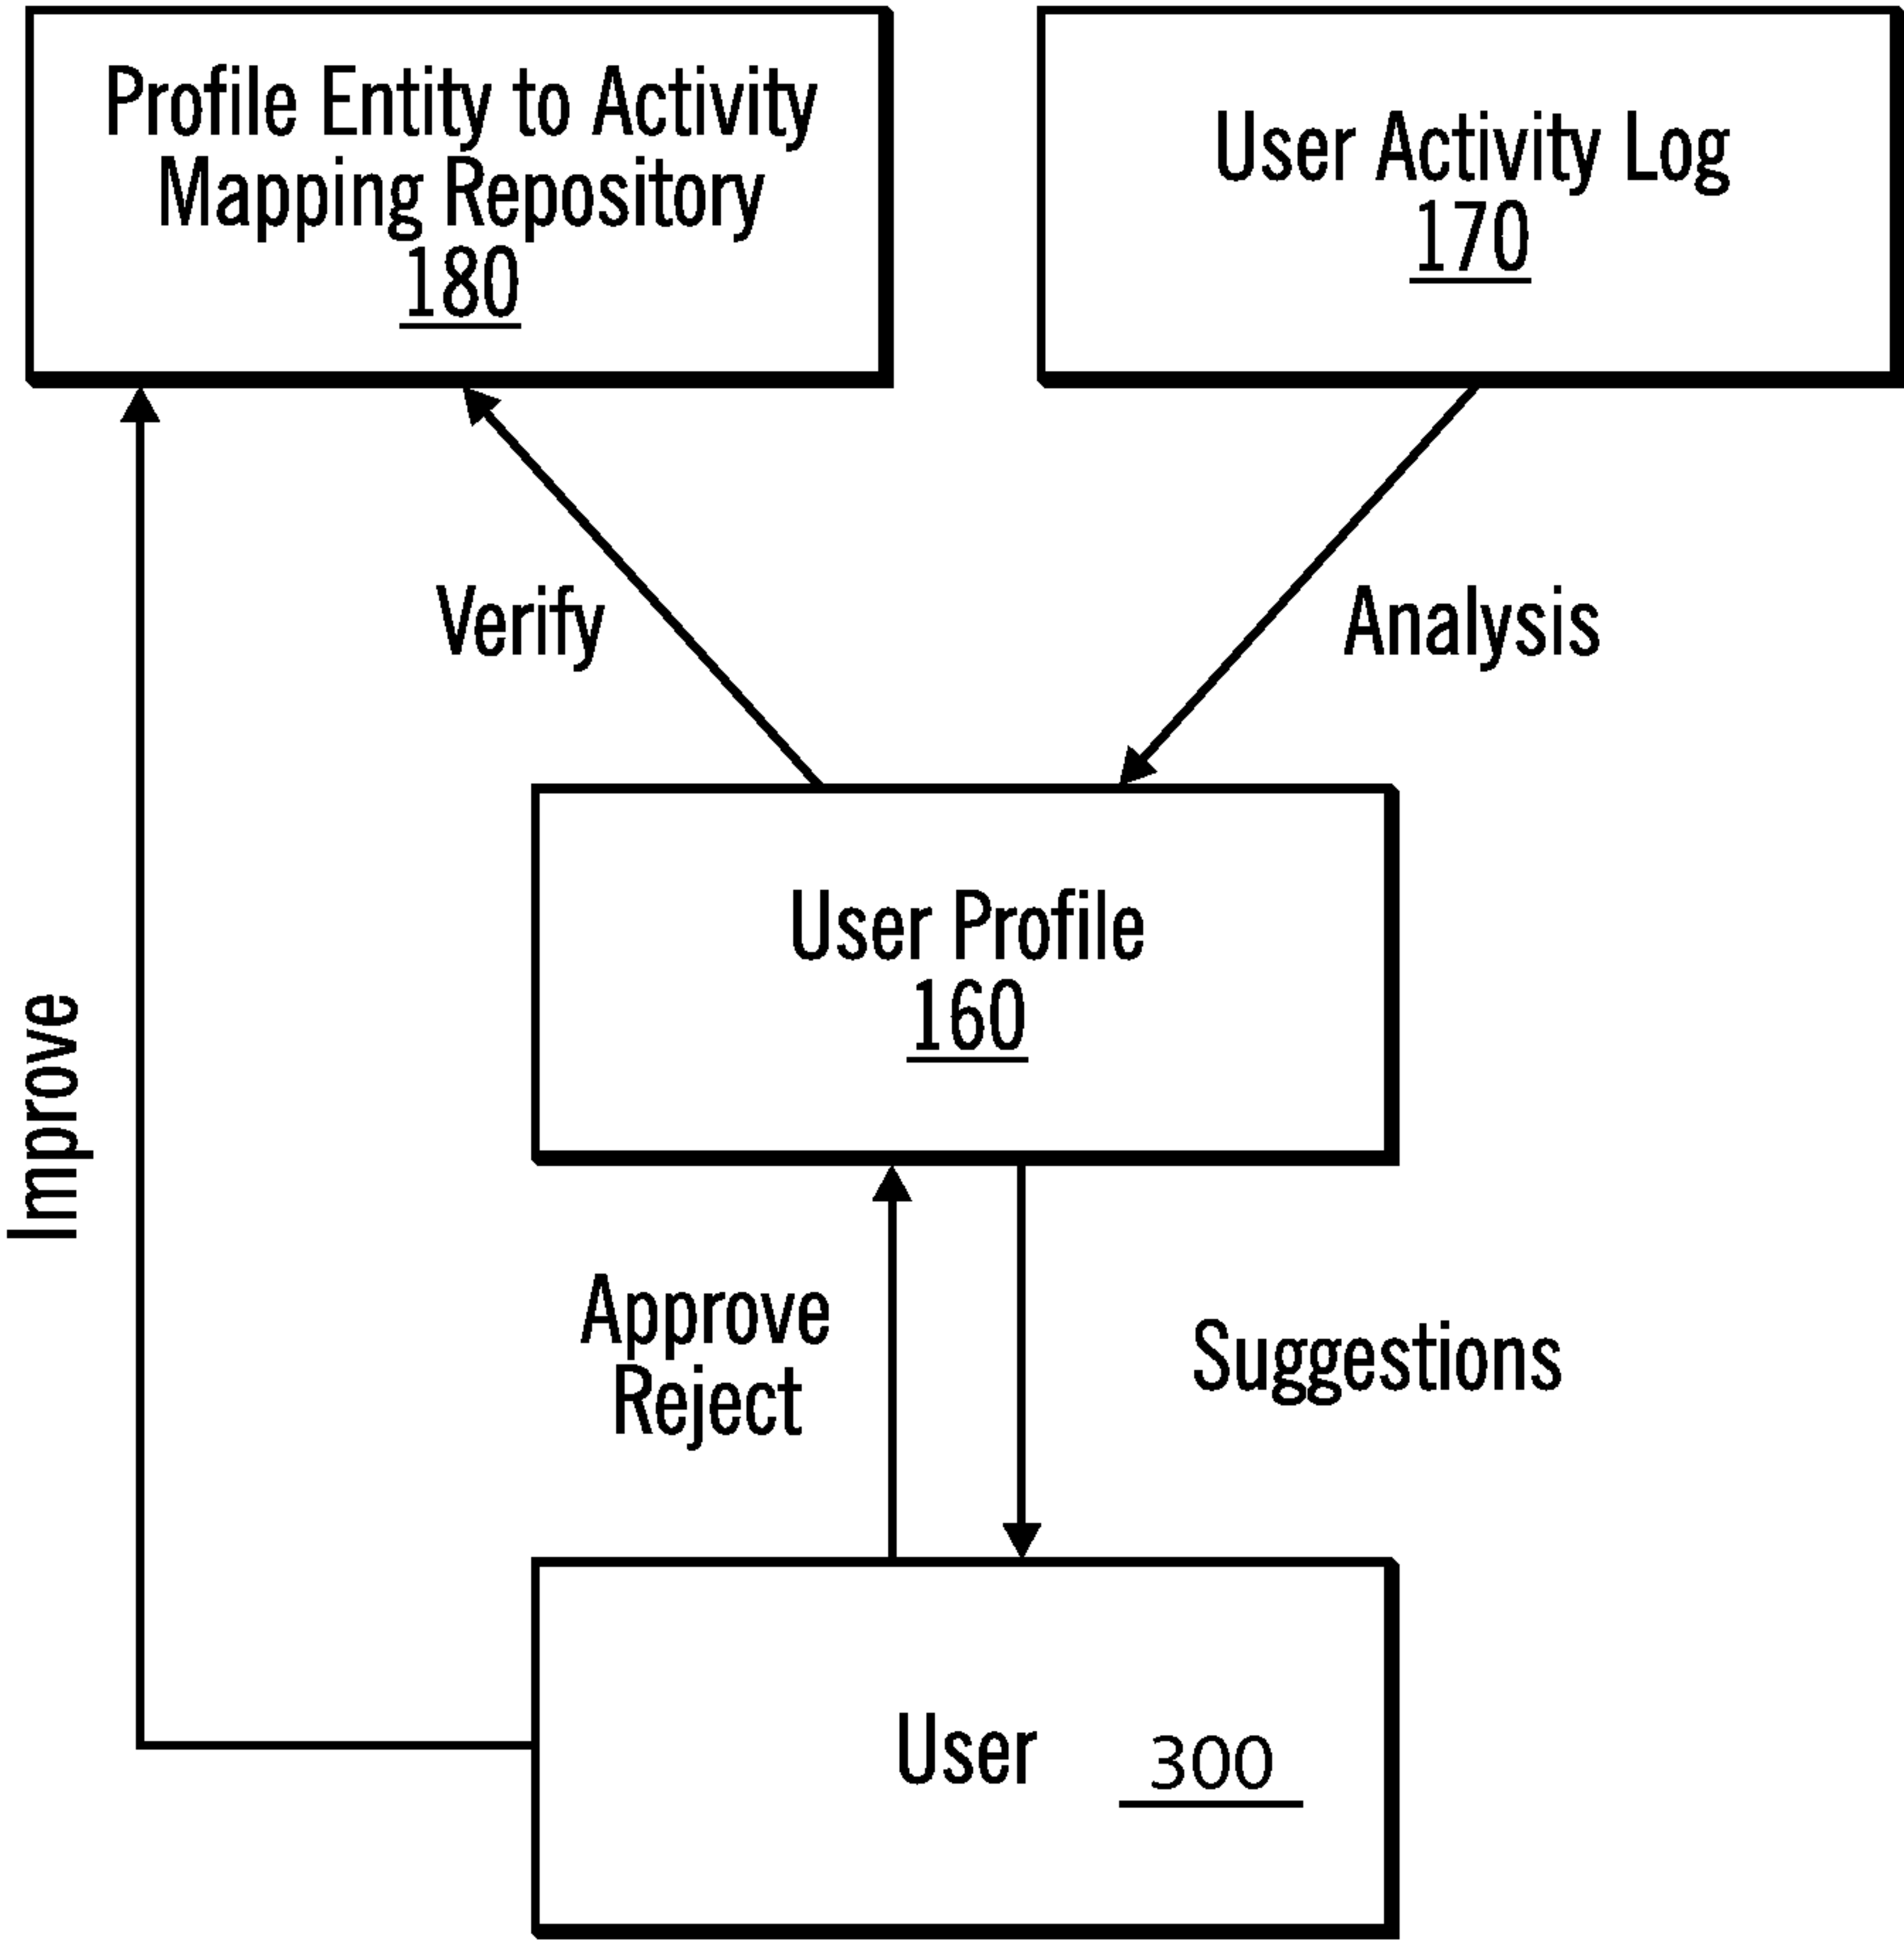 Profile Entity to Activity
Mapping Repository
180
User Activity Log
170
Verify
Analysis
User Profile
160
Improve
Approve
Reject
Suggestions
User 300